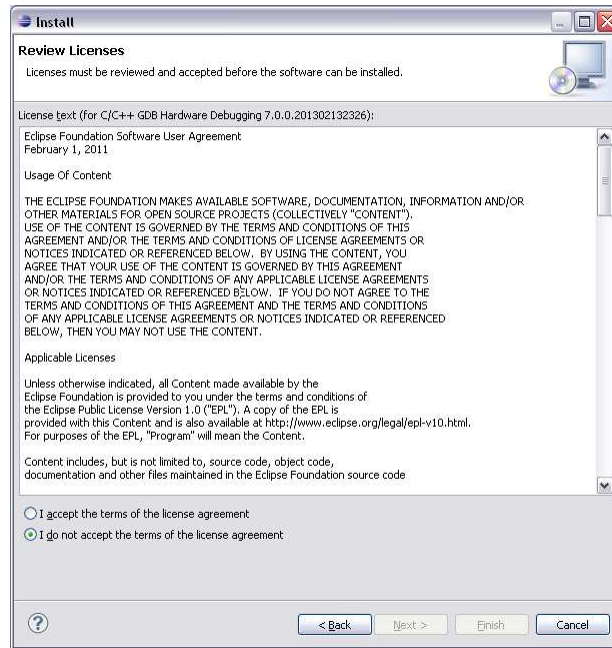 Install
Review Licenses
Licenses must be reviewed and accepted before the software can be installed.
License text (for C/C++ GDB Hardware Debugging 7.0.0.201302132326):
Eclipse Foundation Software User Agreement
February 1, 2011
Usage Of Content
THE ECLIPSE FOUNDATION MAKES AVAILABLE SOFTWARE, DOCUMENTATION, INFORMATION AND/OR
OTHER MATERIALS FOR OPEN SOURCE PROJECTS (COLLECTIVELY "CONTENT").
USE OF THE CONTENT IS GOVERNED BY THE TERMS AND CONDITIONS OF THIS
AGREEMENT AND/OR THE TERMS AND CONDITIONS OF LICENSE AGREEMENTS OR
NOTICES INDICATED OR REFERENCED BELOW. BY USING THE CONTENT, YOU
AGREE THAT YOUR USE OF THE CONTENT IS GOVERNED BY THIS AGREEMENT
AND/OR THE TERMS AND CONDITIONS OF ANY APPLICABLE LICENSE AGREEMENTS
OR NOTICES INDICATED OR REFERENCED BELOW. IF YOU DO NOT AGREE TO THE
TERMS AND CONDITIONS OF THIS AGREEMENT AND THE TERMS AND CONDITIONS
OF ANY APPLICABLE LICENSE AGREEMENTS OR NOTICES INDICATED OR REFERENCED
BELOW, THEN YOU MAY NOT USE THE CONTENT.
Applicable Licenses
Unless otherwise indicated, all Content made available by the
Eclipse Foundation is provided to you under the terms and conditions of
the Eclipse Public License Version 1.0 ("EPL"). A copy of the EPL is
provided with this Content and is also available at http://www.eclipse.org/legal/epl-v10.html.
For purposes of the EPL, "Program" will mean the Content.
Content includes, but is not limited to, source code, object code,
documentation and other files maintained in the Eclipse Foundation source code
I accept the terms of the license agreement
I do not accept the terms of the license agreement
? < Back Next > Finish Cancel